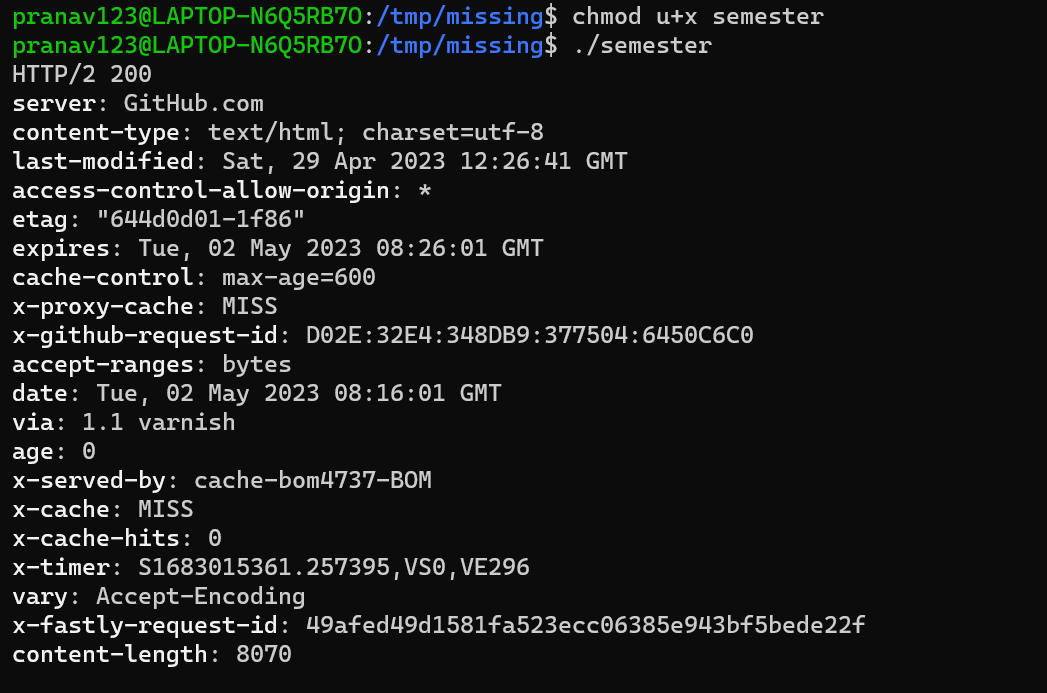 pranav123@LAPTOP-N6Q5RB7O:/tmp/missing$ chmod u+x semester
pranav123@LAPTOP-N6Q5RB7O:/tmp/missing$ ./semester
HTTP/2 200
server: GitHub.com
content-type: text/html; charset=utf-8
last-modified: Sat, 29 Apr 2023 12:26:41 GMT
access-control-allow-origin: *
etag: "644d0d01-1f86"
expires: Tue, 02 May 2023 08:26:01 GMT
cache-control: max-age=600
x-proxy-cache: MISS
x-github-request-id: D02E:32E4:348DB9:377504:6450C6C0
accept-ranges: bytes
date: Tue, 02 May 2023 08:16:01 GMT
via: 1.1 varnish
age: 0
x-served-by: cache-bom4737-BOM
x-cache: MISS
x-cache-hits: 0
x-timer: S1683015361.257395,VS0,VE296
vary: Accept-Encoding
x-fastly-request-id: 49afed49d1581fa523ecc06385e943bf5bede22f
content-length: 8070